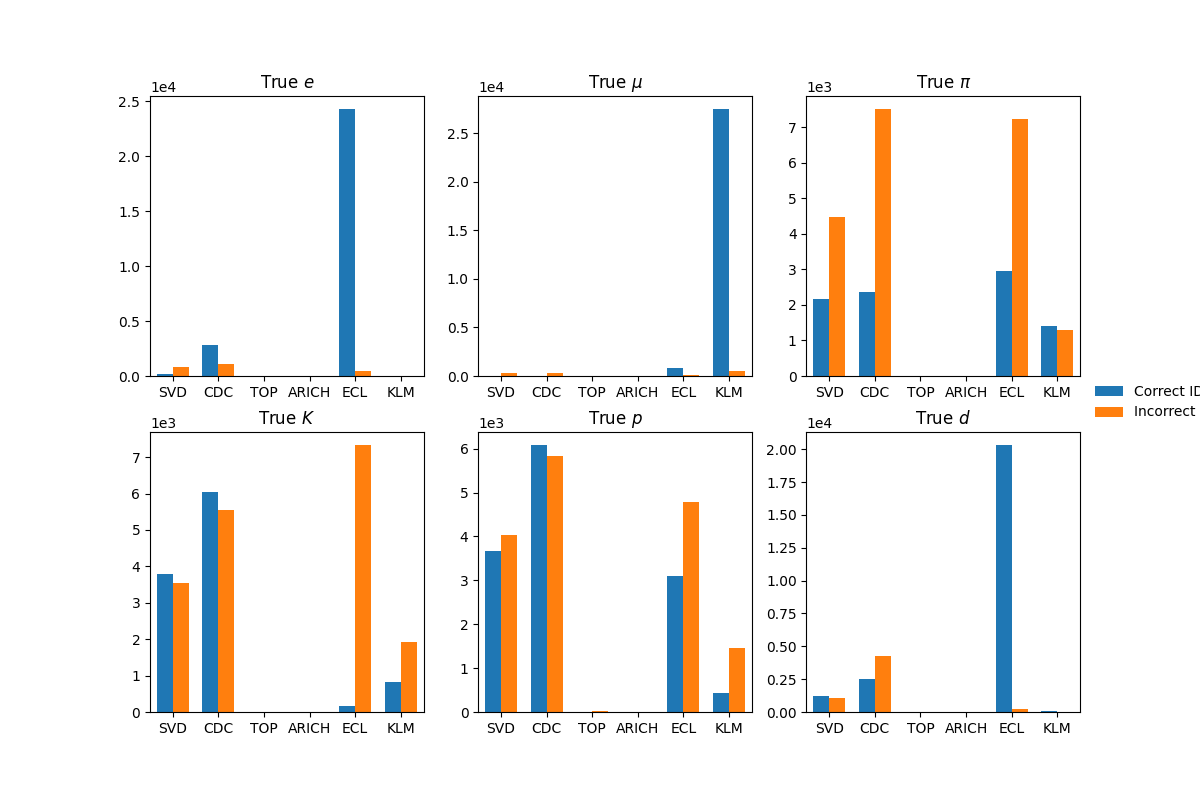 True e
1e4
2.5
2.0
1.5
1.0
0.5
0.0
SVD CDC TOP ARICH ECL KLM
True μ
1e4
2.5
2.0
1.5
1.0
0.5
0.0
SVD CDC TOP ARICH ECL KLM
True π
1e3
7
6
5
4
3
2
1
0
SVD CDC TOP ARICH ECL KLM
Correct ID
Incorrect
True K
1e3
7
6
5
4
3
2
1
0
SVD CDC TOP ARICH ECL KLM
True p
1e3
6
5
4
3
2
1
0
SVD CDC TOP ARICH ECL KLM
True d
1e4
2.00
1.75
1.50
1.25
1.00
0.75
0.50
0.25
0.00
SVD CDC TOP ARICH ECL KLM